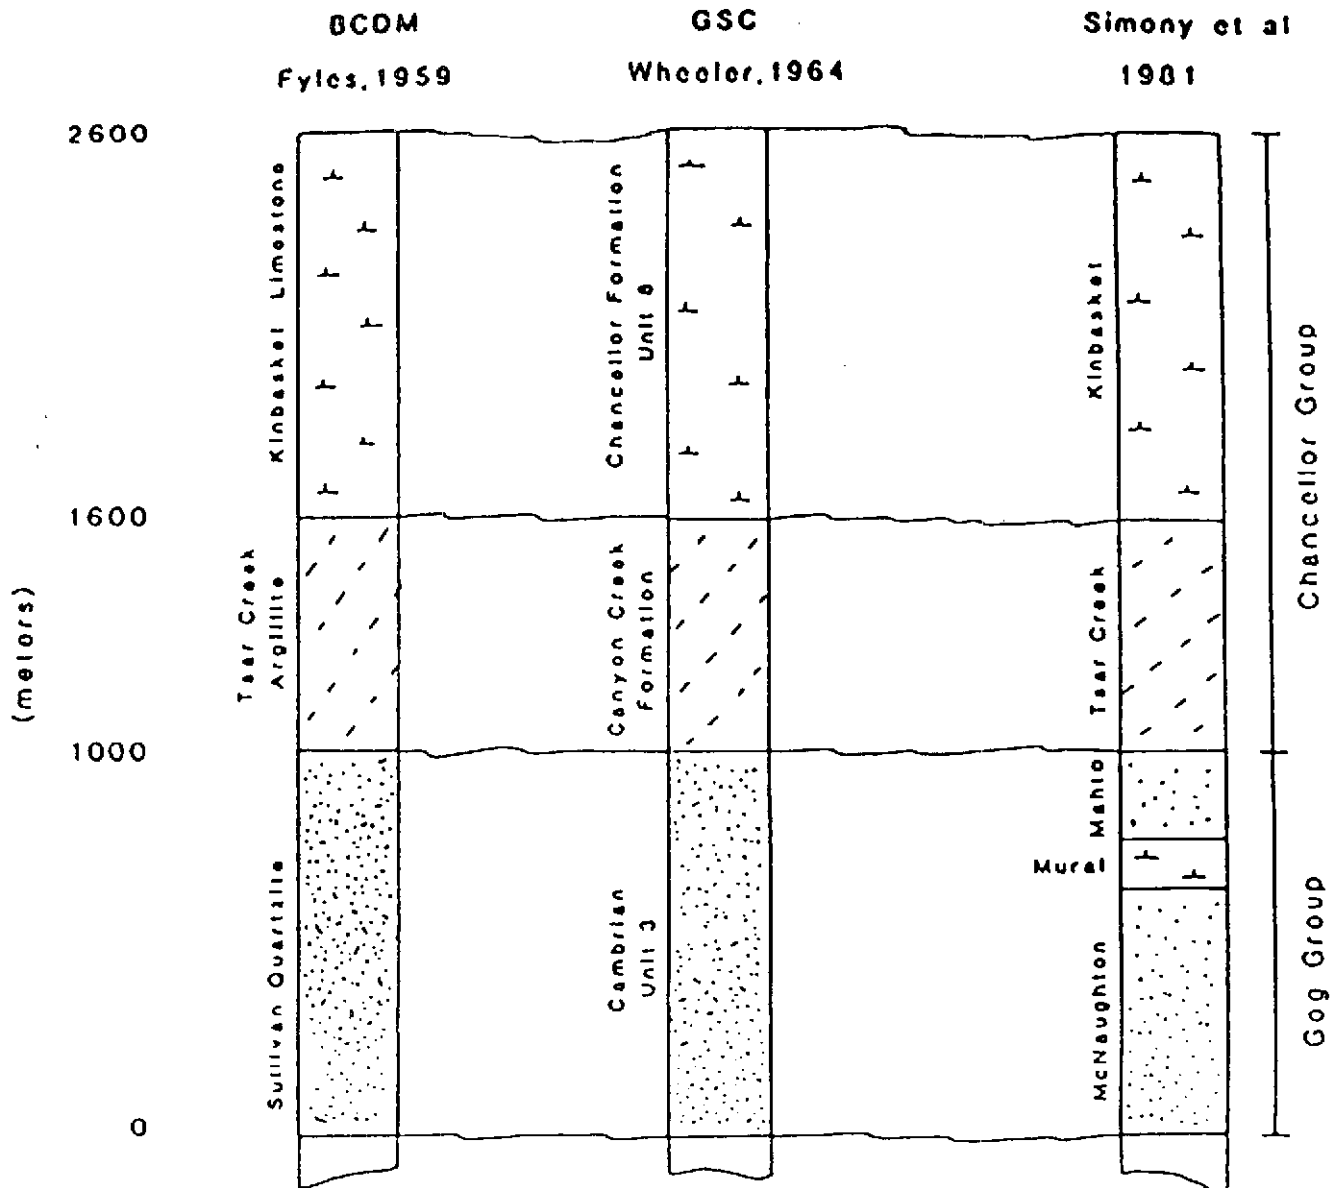 BCDM
Fyles, 1959
GSC
Wheeler, 1964
Simony et al
1981
2600
1600
1000
0
(meters)
Kinbasket Limestone
Tsar Creek
Argillite
Sullivan Quartzite
Chancellor Formation
Unit 8
Canyon Creek
Formation
Cambrian
Unit 3
Kinbasket
Tsar Creek
Mahto
Mural
McNaughton
Chancellor Group
Gog Group